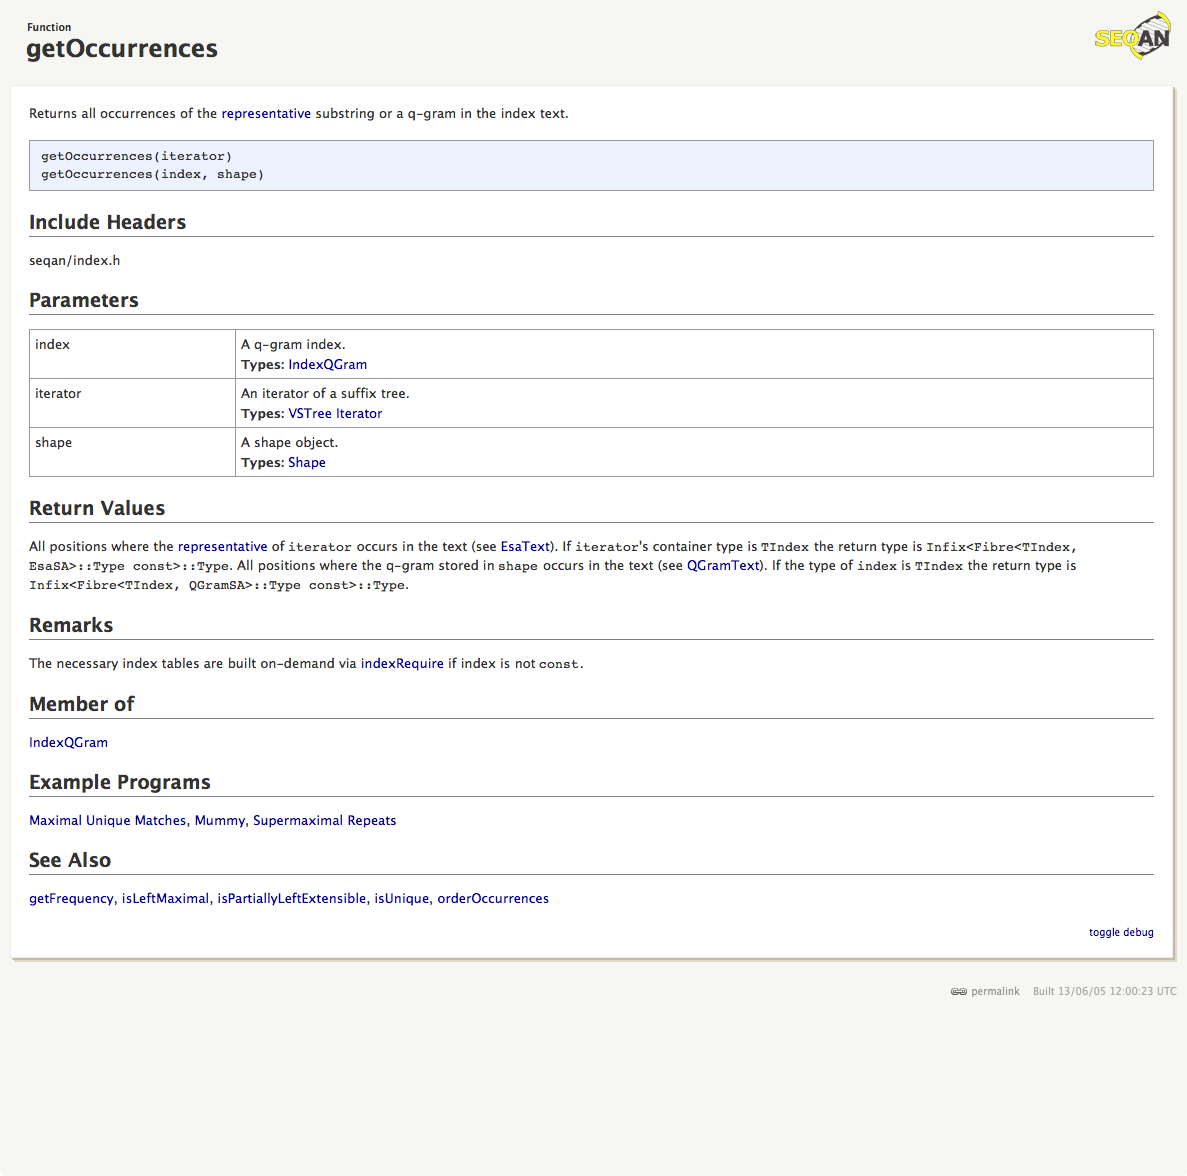 Function
getOccurrences
SEQAN
Returns all occurrences of the representative substring or a q-gram in the index text.
getOccurrences(iterator)
getOccurrences(index, shape)
Include Headers
seqan/index.h
Parameters
index
A q-gram index.
Types: IndexQGram
iterator
An iterator of a suffix tree.
Types: VSTree Iterator
shape
A shape object.
Types: Shape
Return Values
All positions where the representative of iterator occurs in the text (see EsaText). If iterator's container type is TIndex the return type is Infix<Fibre<TIndex,
EsaSA>::Type const>::Type. All positions where the q-gram stored in shape occurs in the text (see QGramText). If the type of index is TIndex the return type is
Infix<Fibre<TIndex, QGramSA>::Type const>::Type.
Remarks
The necessary index tables are built on-demand via indexRequire if index is not const.
Member of
IndexQGram
Example Programs
Maximal Unique Matches, Mummy, Supermaximal Repeats
See Also
getFrequency, isLeftMaximal, isPartiallyLeftExtensible, isUnique, orderOccurrences
toggle debug
permalink Built 13/06/05 12:00:23 UTC